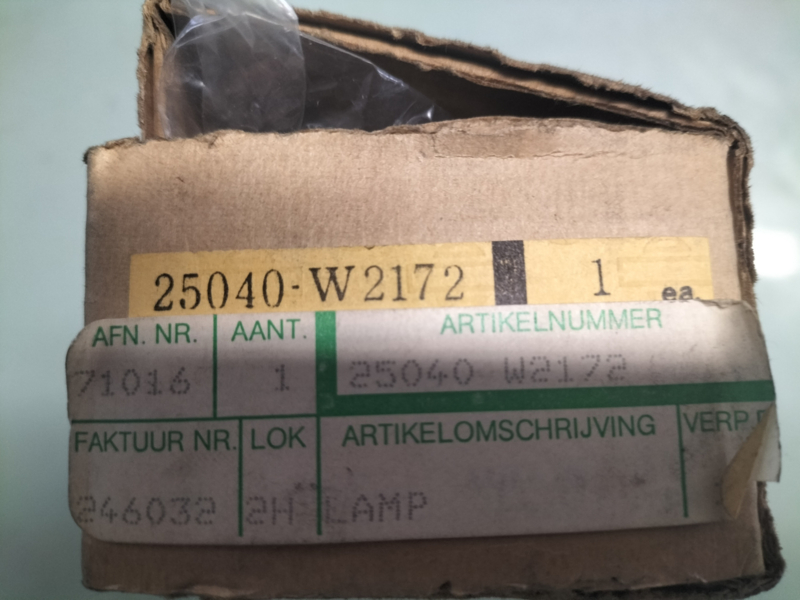 25040-W2172 1 ea.
AFN. NR. AANT. ARTIKELNUMMER
71016 1 25040 W2172
FAKTUUR NR. LOK ARTIKELOMSCHRIJVING VERP.
246032 2H LAMP